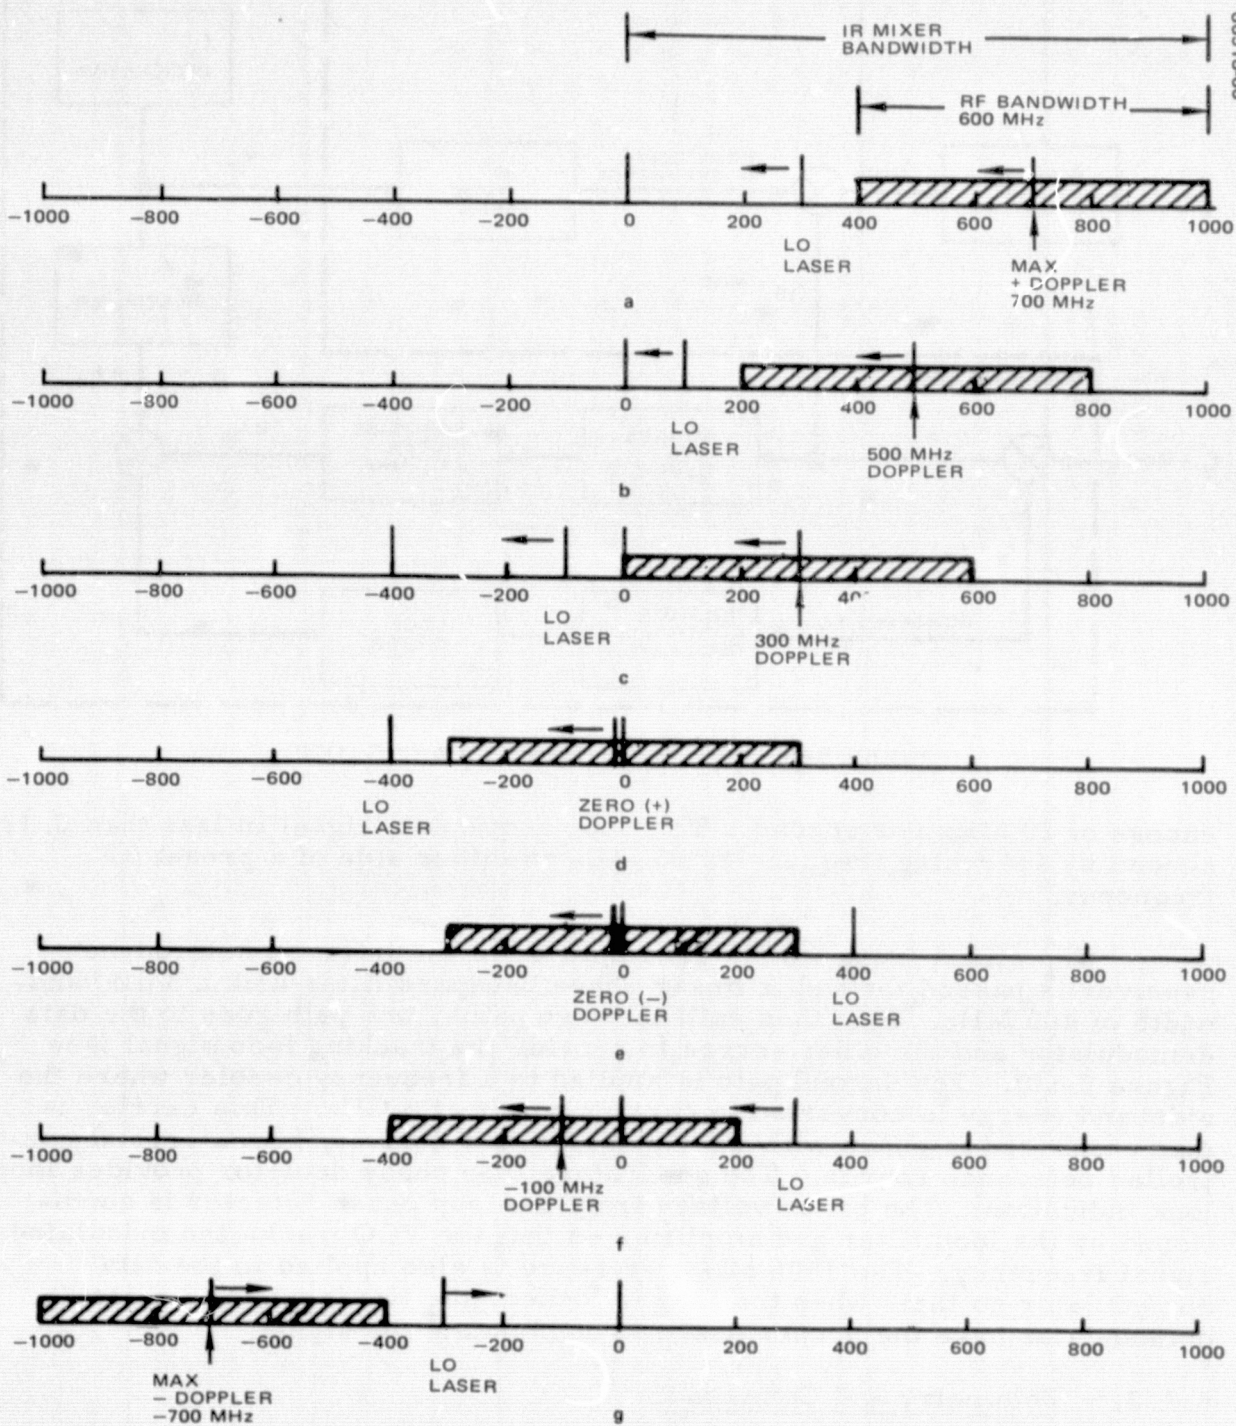 IR MIXER
BANDWIDTH
RF BANDWIDTH
600 MHz
−1000 −800 −600 −400 −200 0 200 400 600 800 1000
LO
LASER
MAX
+ DOPPLER
700 MHz
a
−1000 −800 −600 −400 −200 0 200 400 600 800 1000
LO
LASER
500 MHz
DOPPLER
b
−1000 −800 −600 −400 −200 0 200 600 800 1000
LO
LASER
300 MHz
DOPPLER
c
−1000 −800 −600 −400 −200 0 200 400 600 800 1000
LO
LASER
ZERO (+)
DOPPLER
d
−1000 −800 −600 −400 −200 0 200 400 600 800 1000
ZERO (−)
DOPPLER
LO
LASER
e
−1000 −800 −600 −400 −200 0 200 400 600 800 1000
−100 MHz
DOPPLER
LO
LASER
f
−1000 −800 −600 −400 −200 0 200 400 600 800 1000
MAX
− DOPPLER
−700 MHz
LO
LASER
g